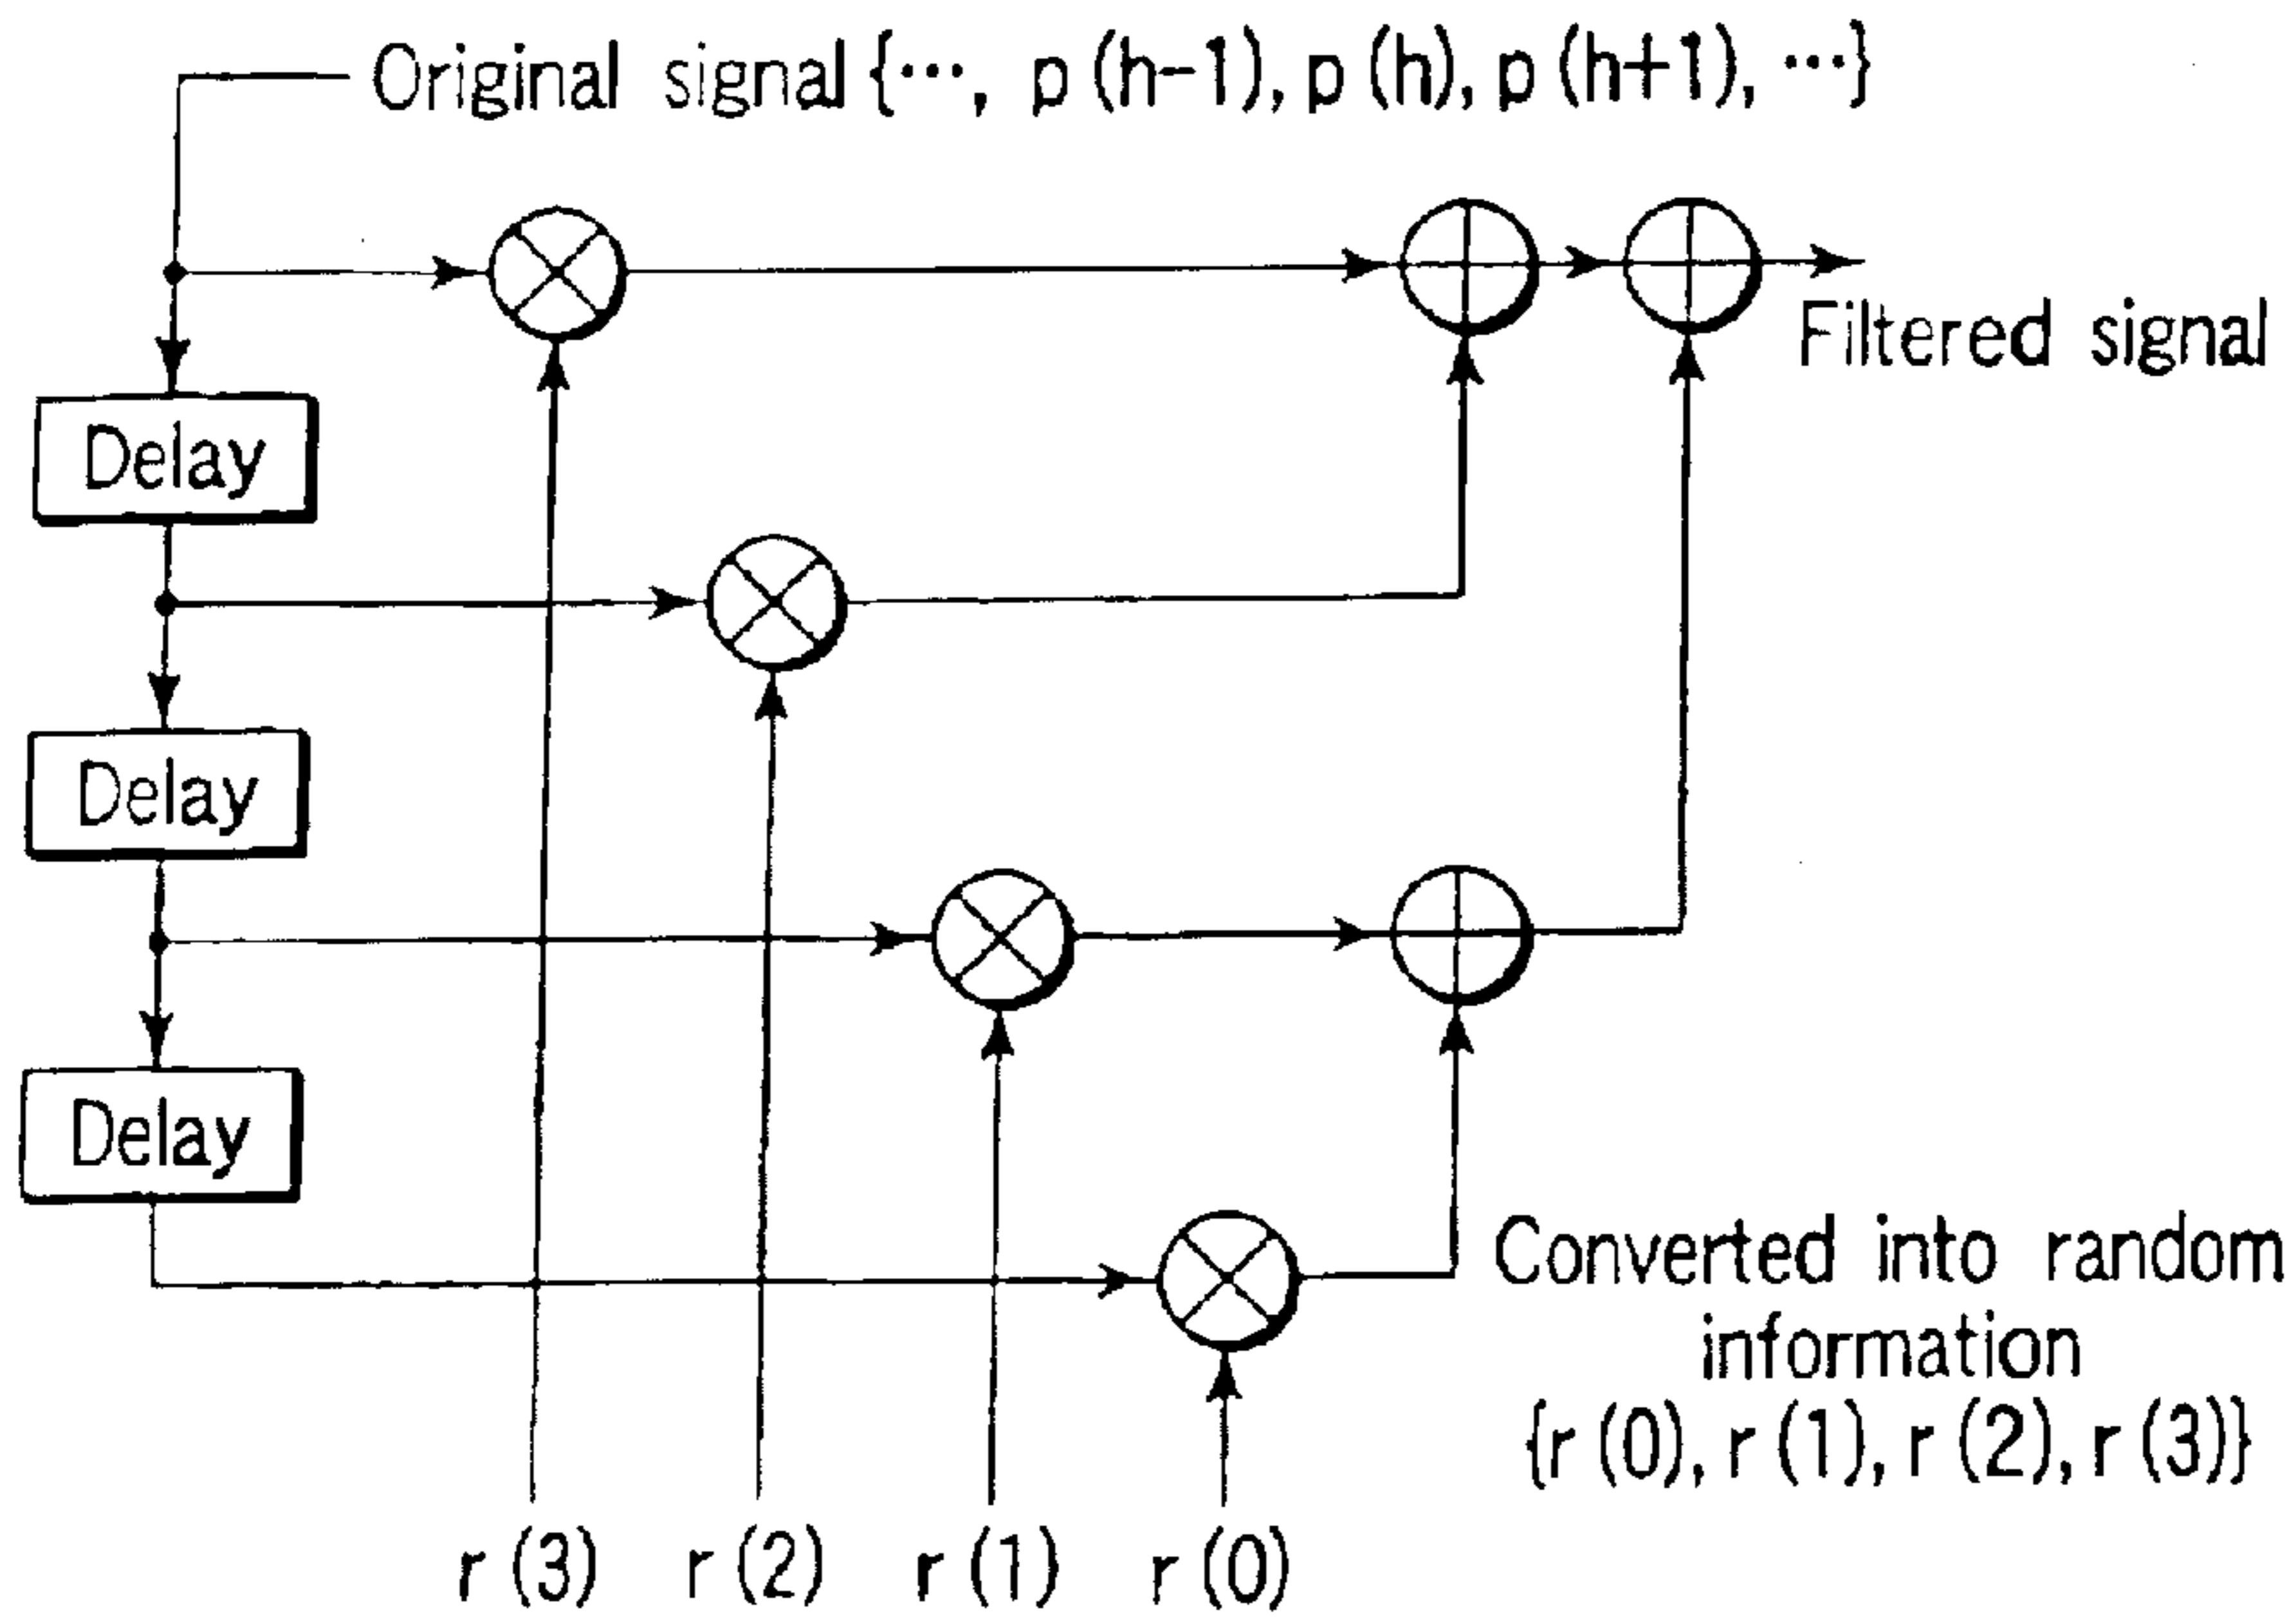 Original signal {···, p (h-1), p (h), p (h+1), ···}
Filtered signal
Delay
Delay
Delay
Converted into random
information
{r (0), r (1), r (2), r (3)}
r (3) r (2) r (1) r (0)